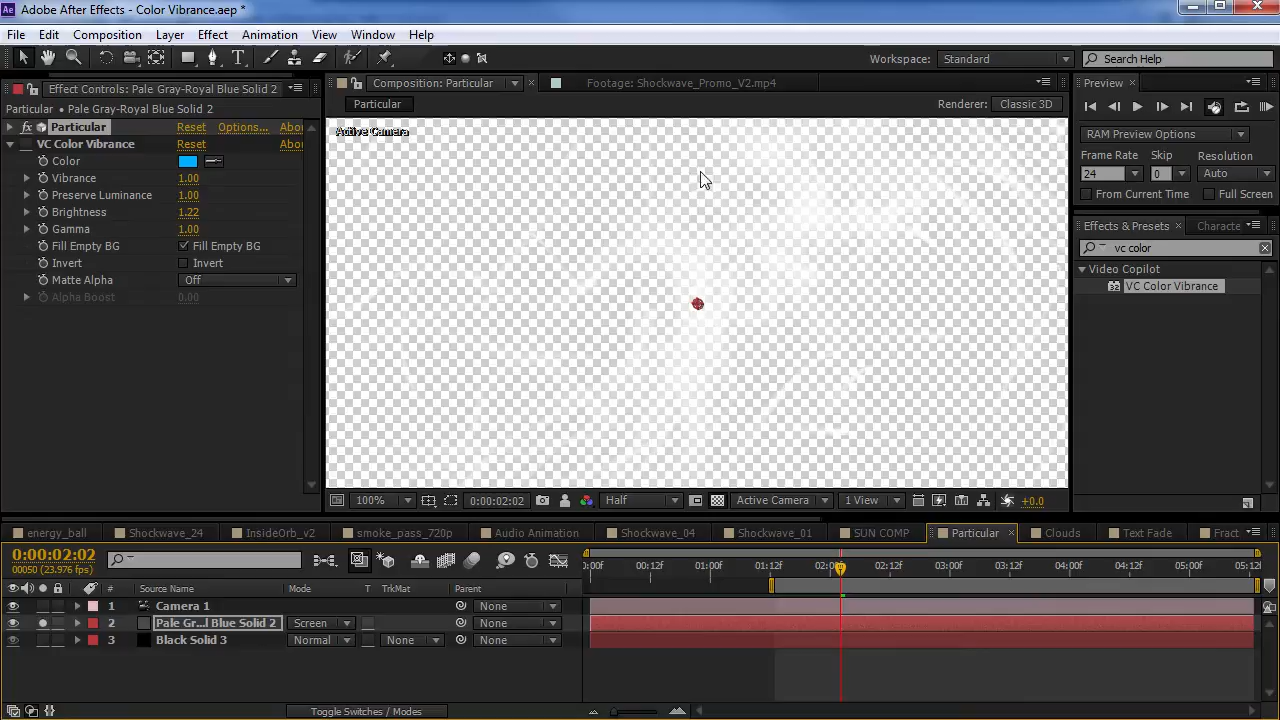 Adobe After Effects - Color Vibrance.aep *
File Edit Composition Layer Effect Animation View Window Help
Workspace: Standard Search Help
Effect Controls: Pale Gray-Royal Blue Solid 2
Composition: Particular Footage: Shockwave_Promo_V2.mp4
Preview
Pale Gray-Royal Blue Solid 2 • Particular
Particular
Renderer: Classic 3D
Particular Reset Options... Abou
VC Color Vibrance Reset Abou
Color
Vibrance 1.00
Preserve Luminance 1.00
Brightness 1.22
Gamma 1.00
Fill Empty BG Fill Empty BG
Invert Invert
Matte Alpha Off
Alpha Boost 0.00
Active Camera
RAM Preview Options
Frame Rate Skip Resolution
24 0 Auto
From Current Time Full Screen
Effects & Presets Characte
vc color
Video Copilot
32 VC Color Vibrance
100% 0:00:02:02 Half Active Camera 1 View +0.0
energy_ball Shockwave_24 InsideOrb_v2 smoke_pass_720p Audio Animation Shockwave_04 Shockwave_01 SUN COMP Particular Clouds Text Fade Fract
0:00:02:02
00050 (23.976 fps)
0:00f 00:12f 01:00f 01:12f 02:00f 02:12f 03:00f 03:12f 04:00f 04:12f 05:00f 05:12
# Source Name Mode T TrkMat Parent
1 Camera 1 None
2 Pale Gr...l Blue Solid 2 Screen None
3 Black Solid 3 Normal None None
Toggle Switches / Modes